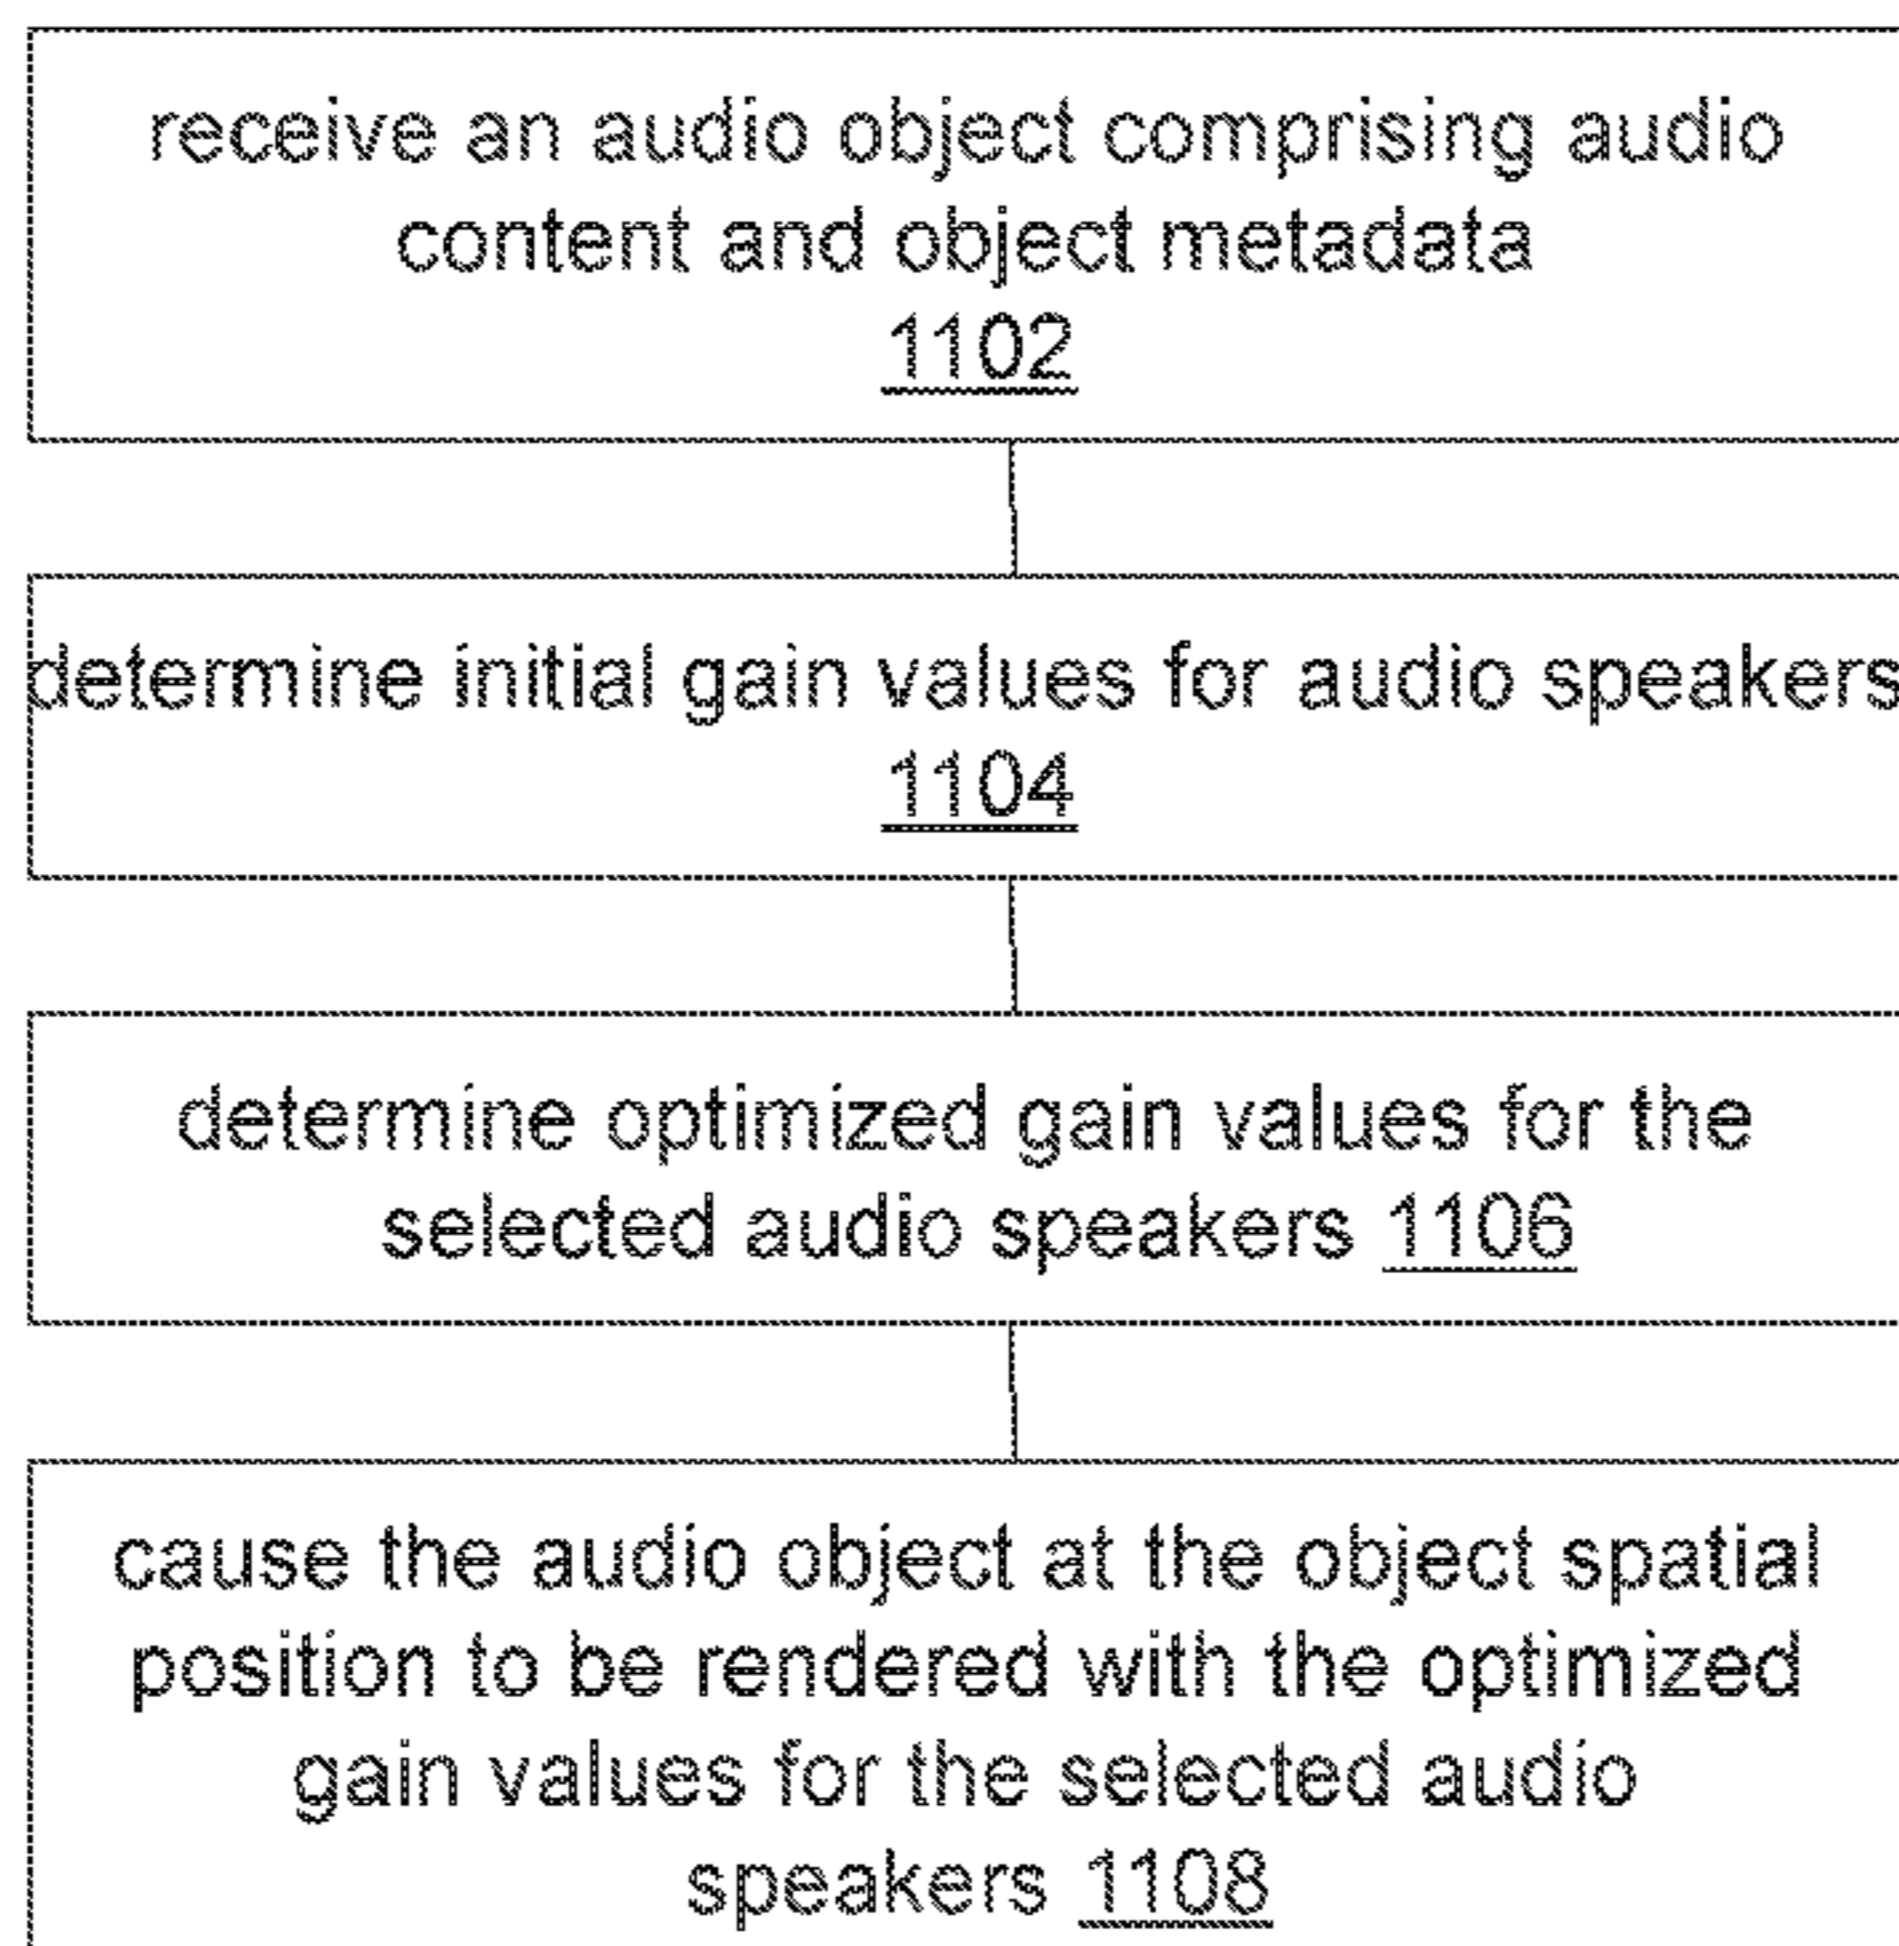 receive an audio object comprising audio
content and object metadata
1102
determine initial gain values for audio speakers
1104
determine optimized gain values for the
selected audio speakers 1106
cause the audio object at the object spatial
position to be rendered with the optimized
gain values for the selected audio
speakers 1108